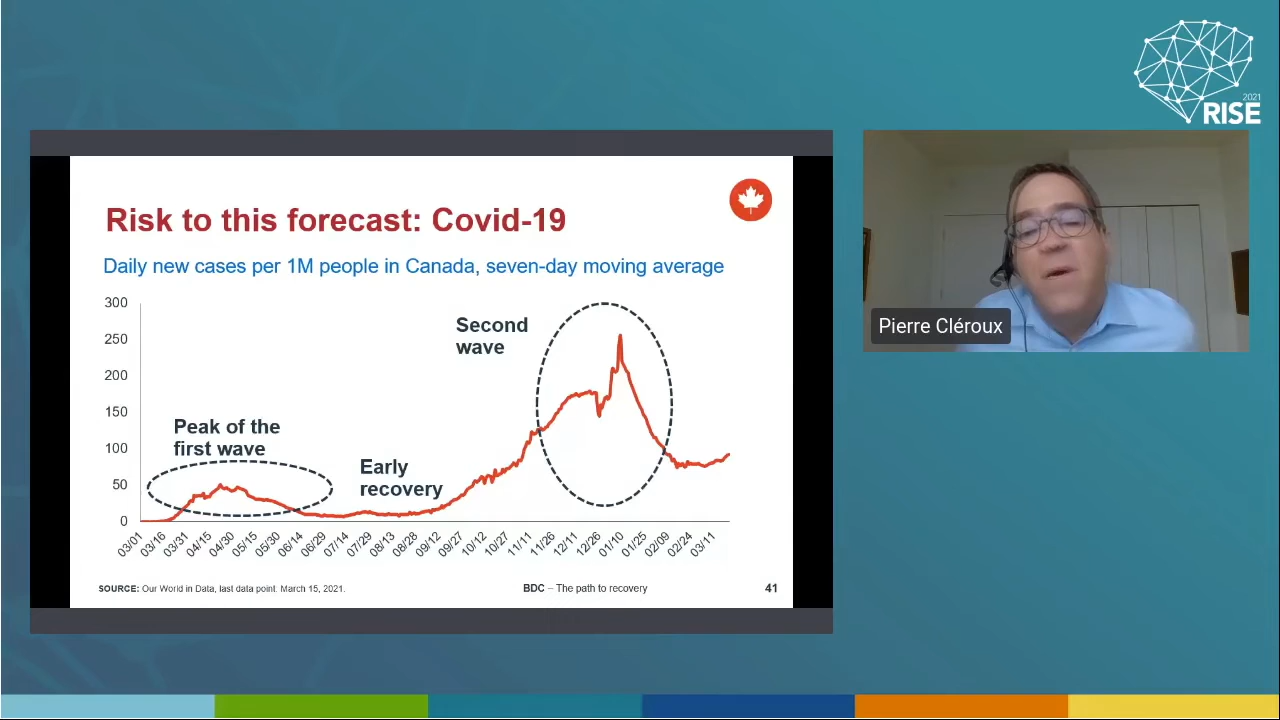 2021
RISE
Risk to this forecast: Covid-19
Daily new cases per 1M people in Canada, seven-day moving average
300
250
200
150
100
50
0
Peak of the
first wave
Early
recovery
Second
wave
03/01
03/16
03/31
04/15
04/30
05/15
05/30
06/14
06/29
07/14
07/29
08/13
08/28
09/12
09/27
10/12
10/27
11/11
11/26
12/11
12/26
01/10
01/25
02/09
02/24
03/11
SOURCE: Our World in Data, last data point: March 15, 2021.
BDC – The path to recovery
41
Pierre Cléroux